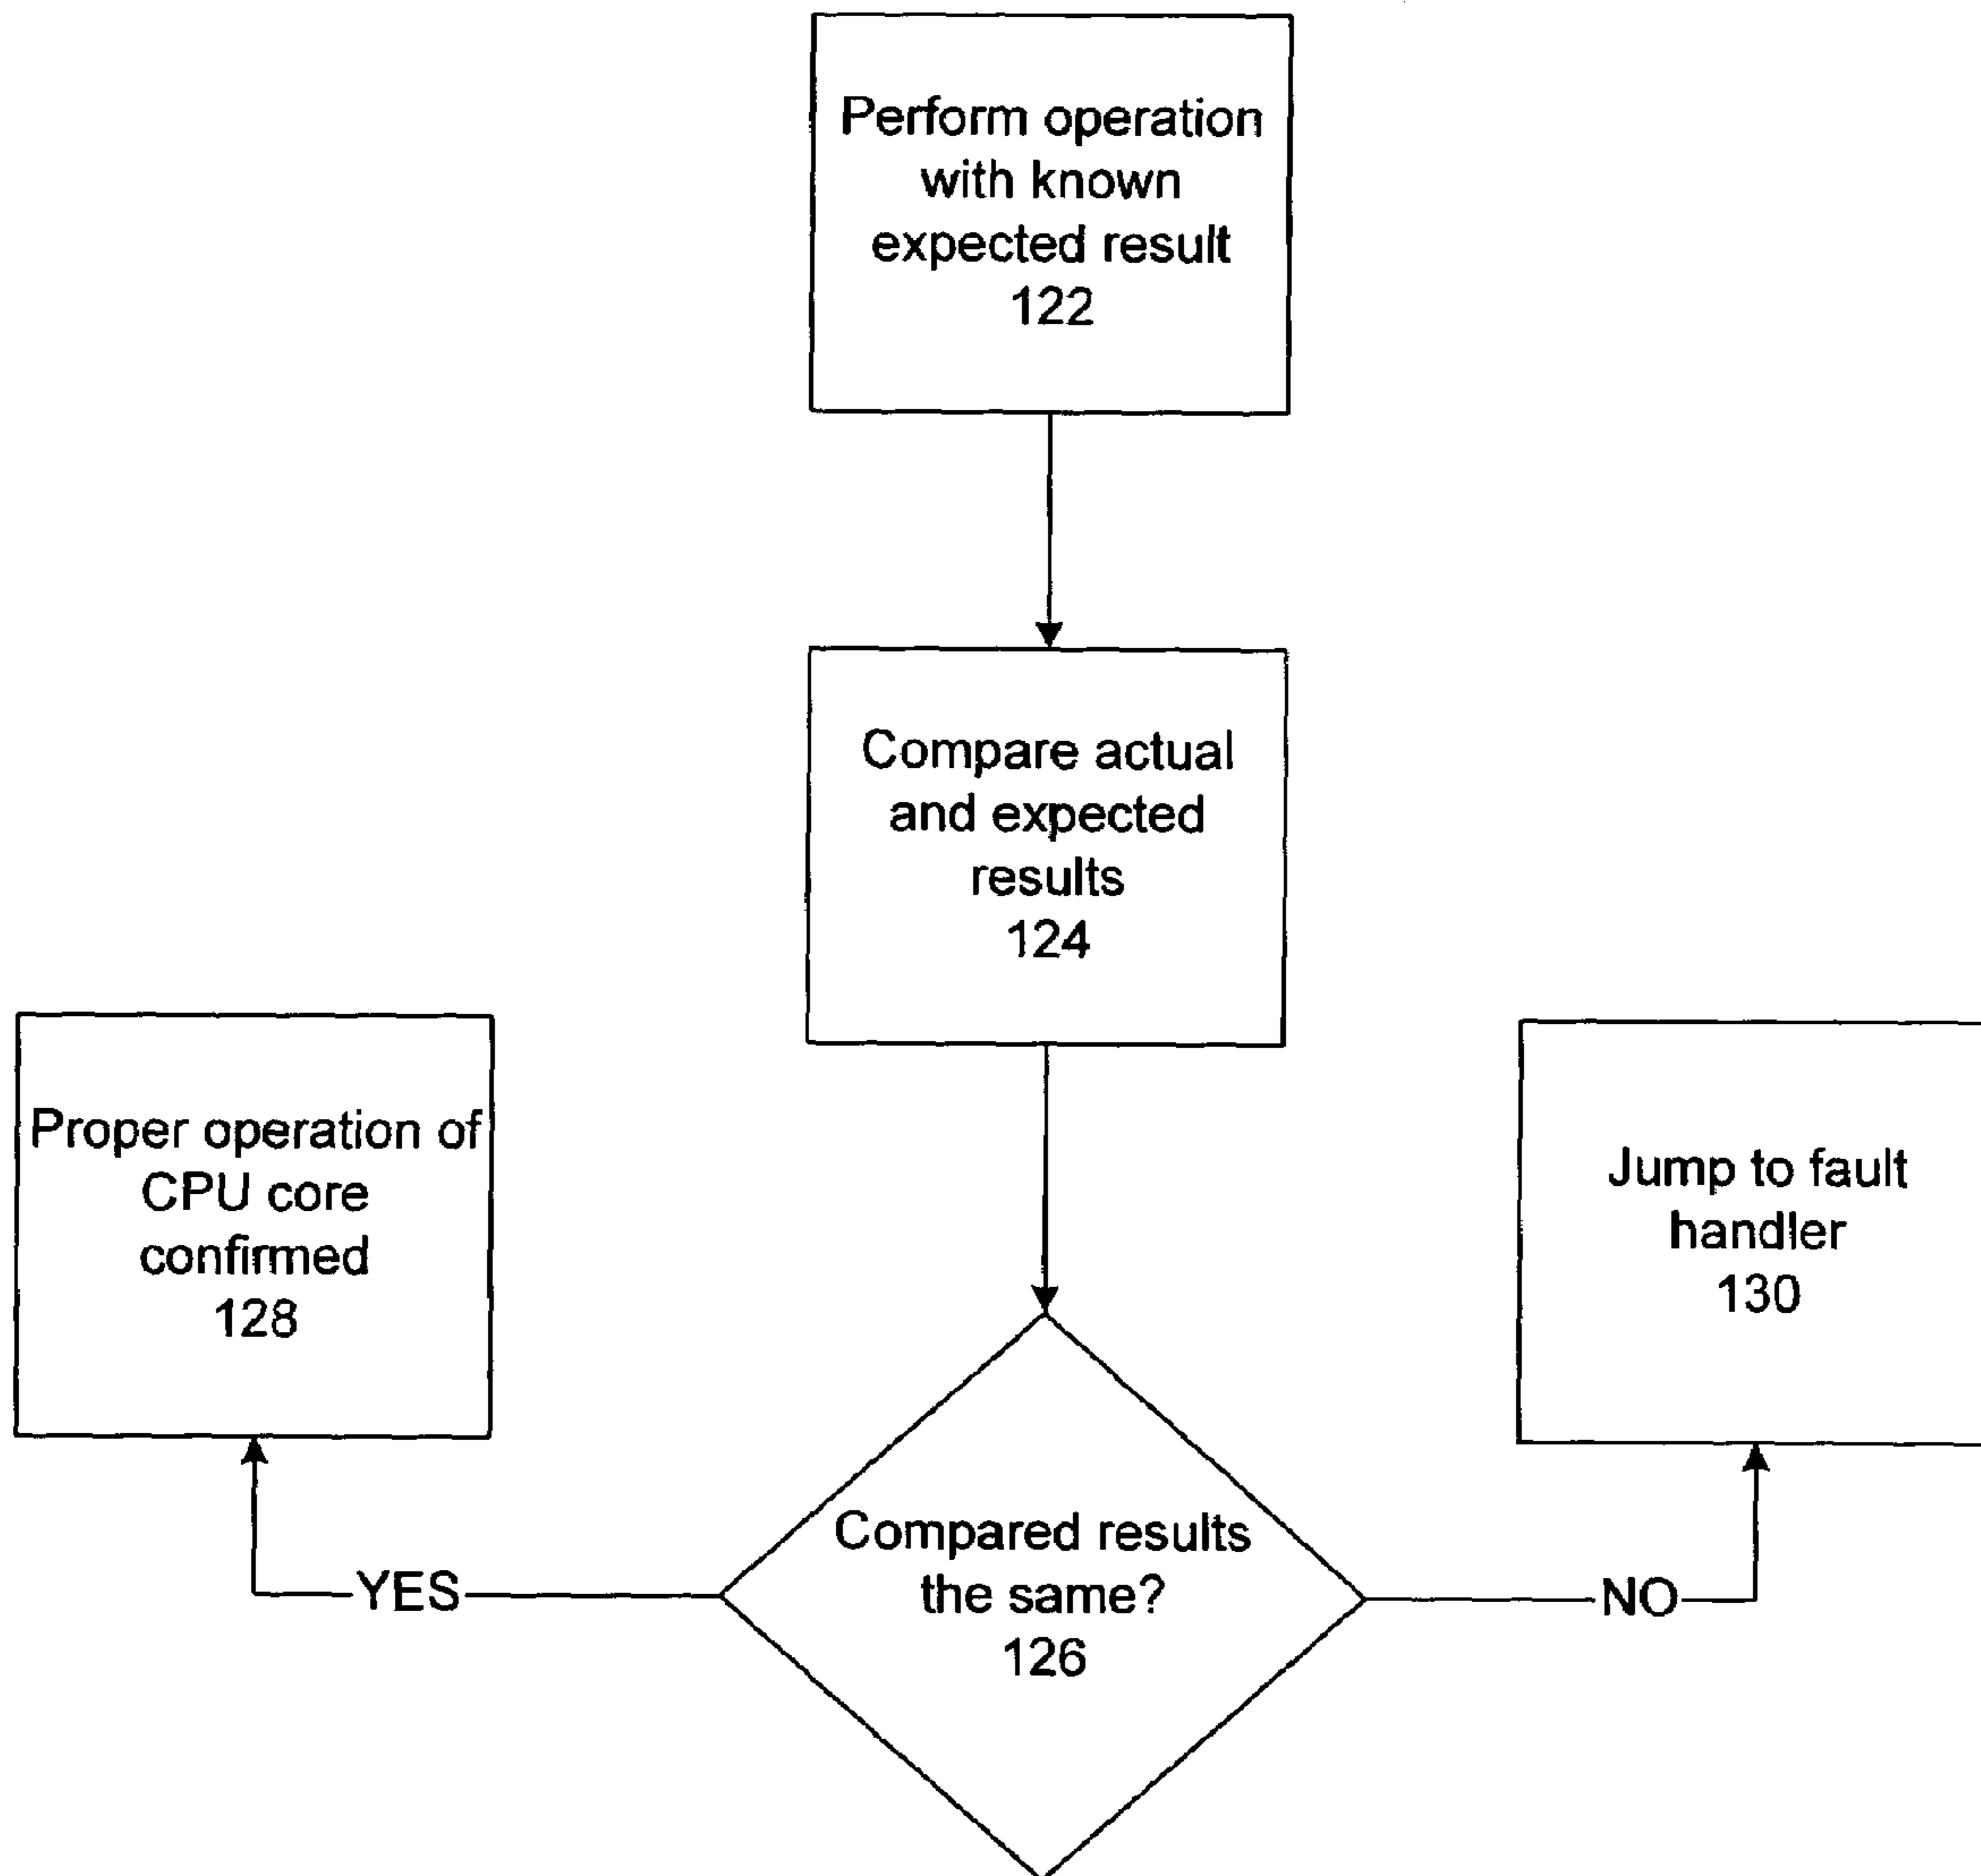 Perform operation
with known
expected result
122
Compare actual
and expected
results
124
Proper operation of
CPU core
confirmed
128
Jump to fault
handler
130
Compared results
the same?
126
YES
NO